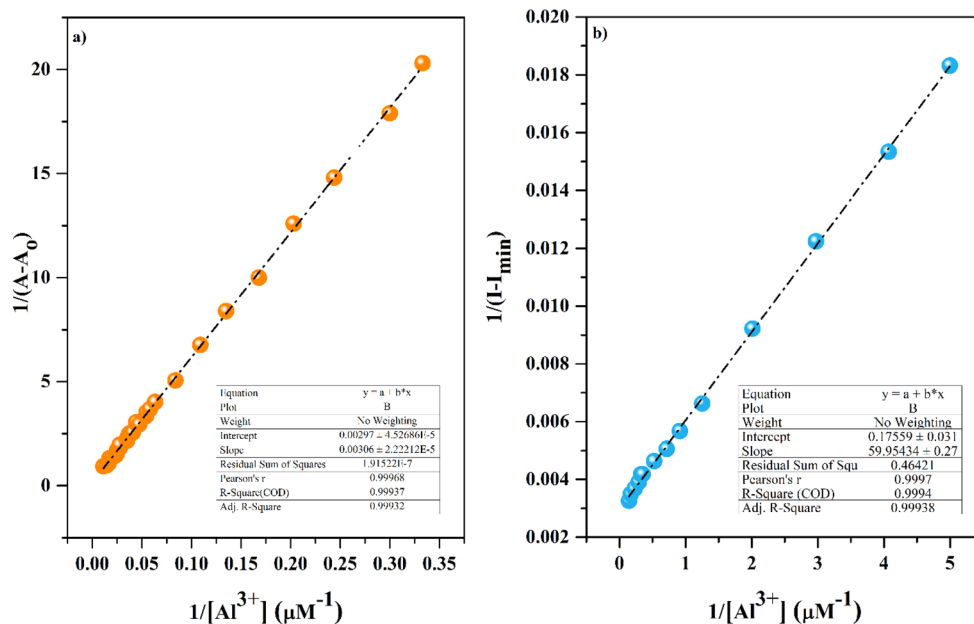 a)
20
15
10
5
0
1/(A-A0)
0.00 0.05 0.10 0.15 0.20 0.25 0.30 0.35
1/[Al3+] (μM-1)
Equation y = a + b*x
Plot B
Weight No Weighting
Intercept 0.00297 ± 4.52686E-5
Slope 0.00306 ± 2.22212E-5
Residual Sum of Squares 1.91522E-7
Pearson's r 0.99968
R-Square(COD) 0.99937
Adj. R-Square 0.99932
b)
0.020
0.018
0.016
0.014
0.012
0.010
0.008
0.006
0.004
0.002
1/(I-Imin)
0 1 2 3 4 5
1/[Al3+] (μM-1)
Equation y = a + b*x
Plot B
Weight No Weighting
Intercept 0.17559 ± 0.031
Slope 59.95434 ± 0.27
Residual Sum of Squ 0.46421
Pearson's r 0.9997
R-Square (COD) 0.9994
Adj. R-Square 0.99938